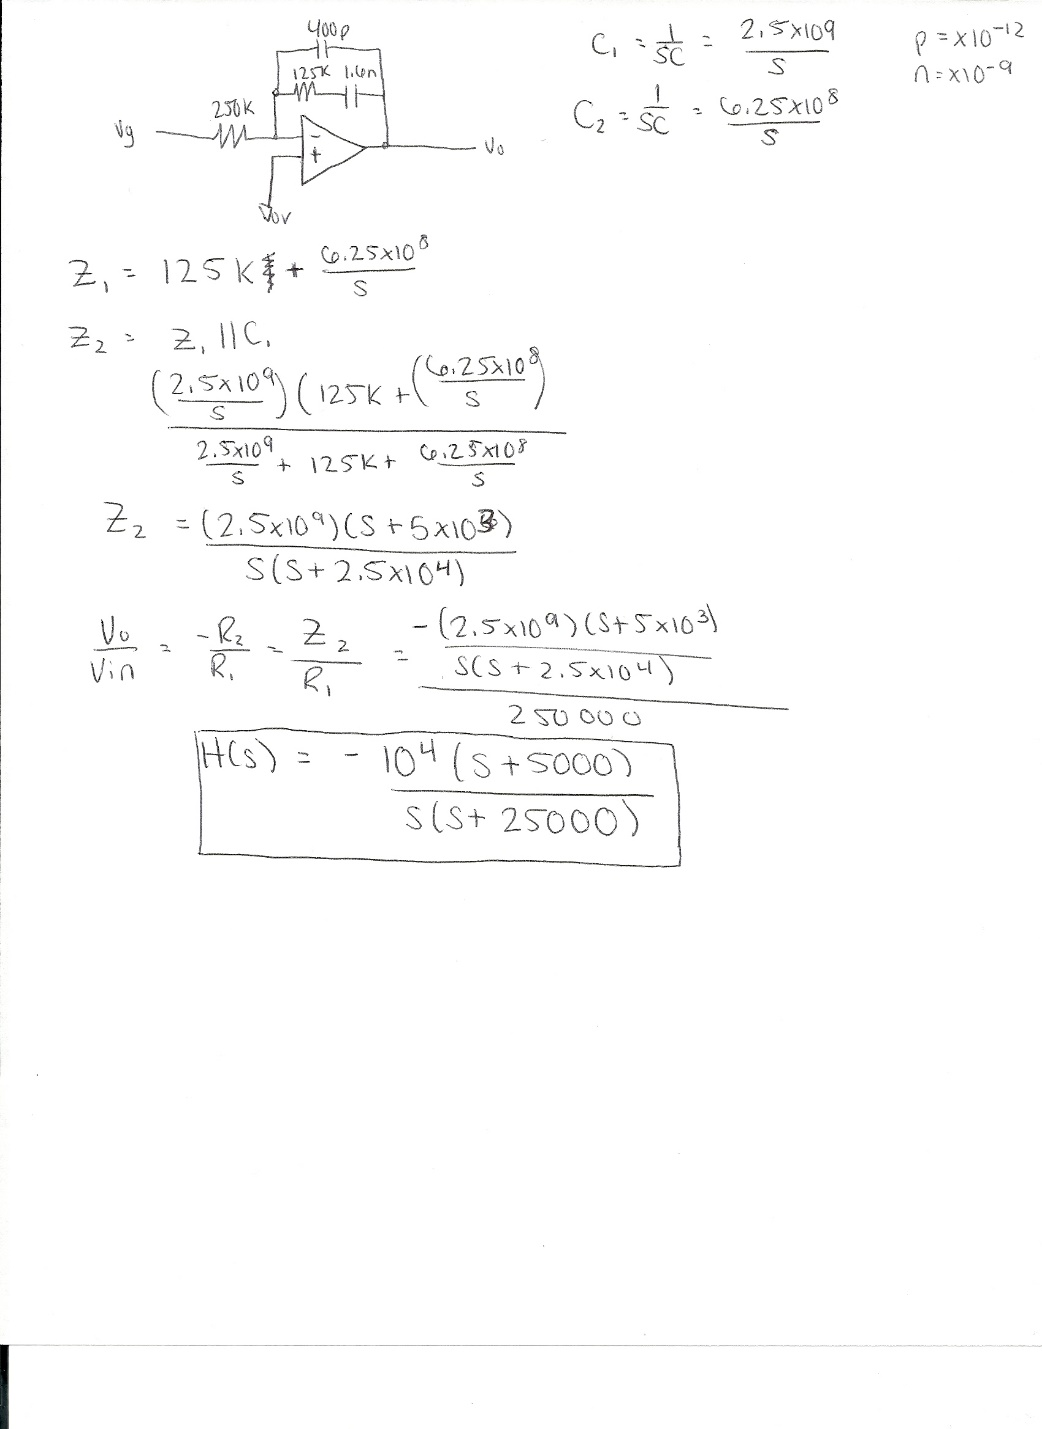 400p
125K 1.6n
250K
Vg
-
+
Vo
Vov
C₁ = 1/SC = 2.5x10⁹/S
C₂ = 1/SC = 6.25x10⁸/S
p = x10⁻¹²
n = x10⁻⁹
Z₁ = 125K + 6.25x10⁸/S
Z₂ = Z₁ || C₁
(2.5x10⁹/S) (125K + (6.25x10⁸/S)
2.5x10⁹/S + 125K + 6.25x10⁸/S
Z₂ = (2.5x10⁹)(S + 5x10³)
S(S + 2.5x10⁴)
Vo/Vin = -R₂/R₁ = Z₂/R₁ = -(2.5x10⁹)(S+5x10³)
S(S + 2.5x10⁴)
250000
H(s) = - 10⁴ (S + 5000)
S(S + 25000)